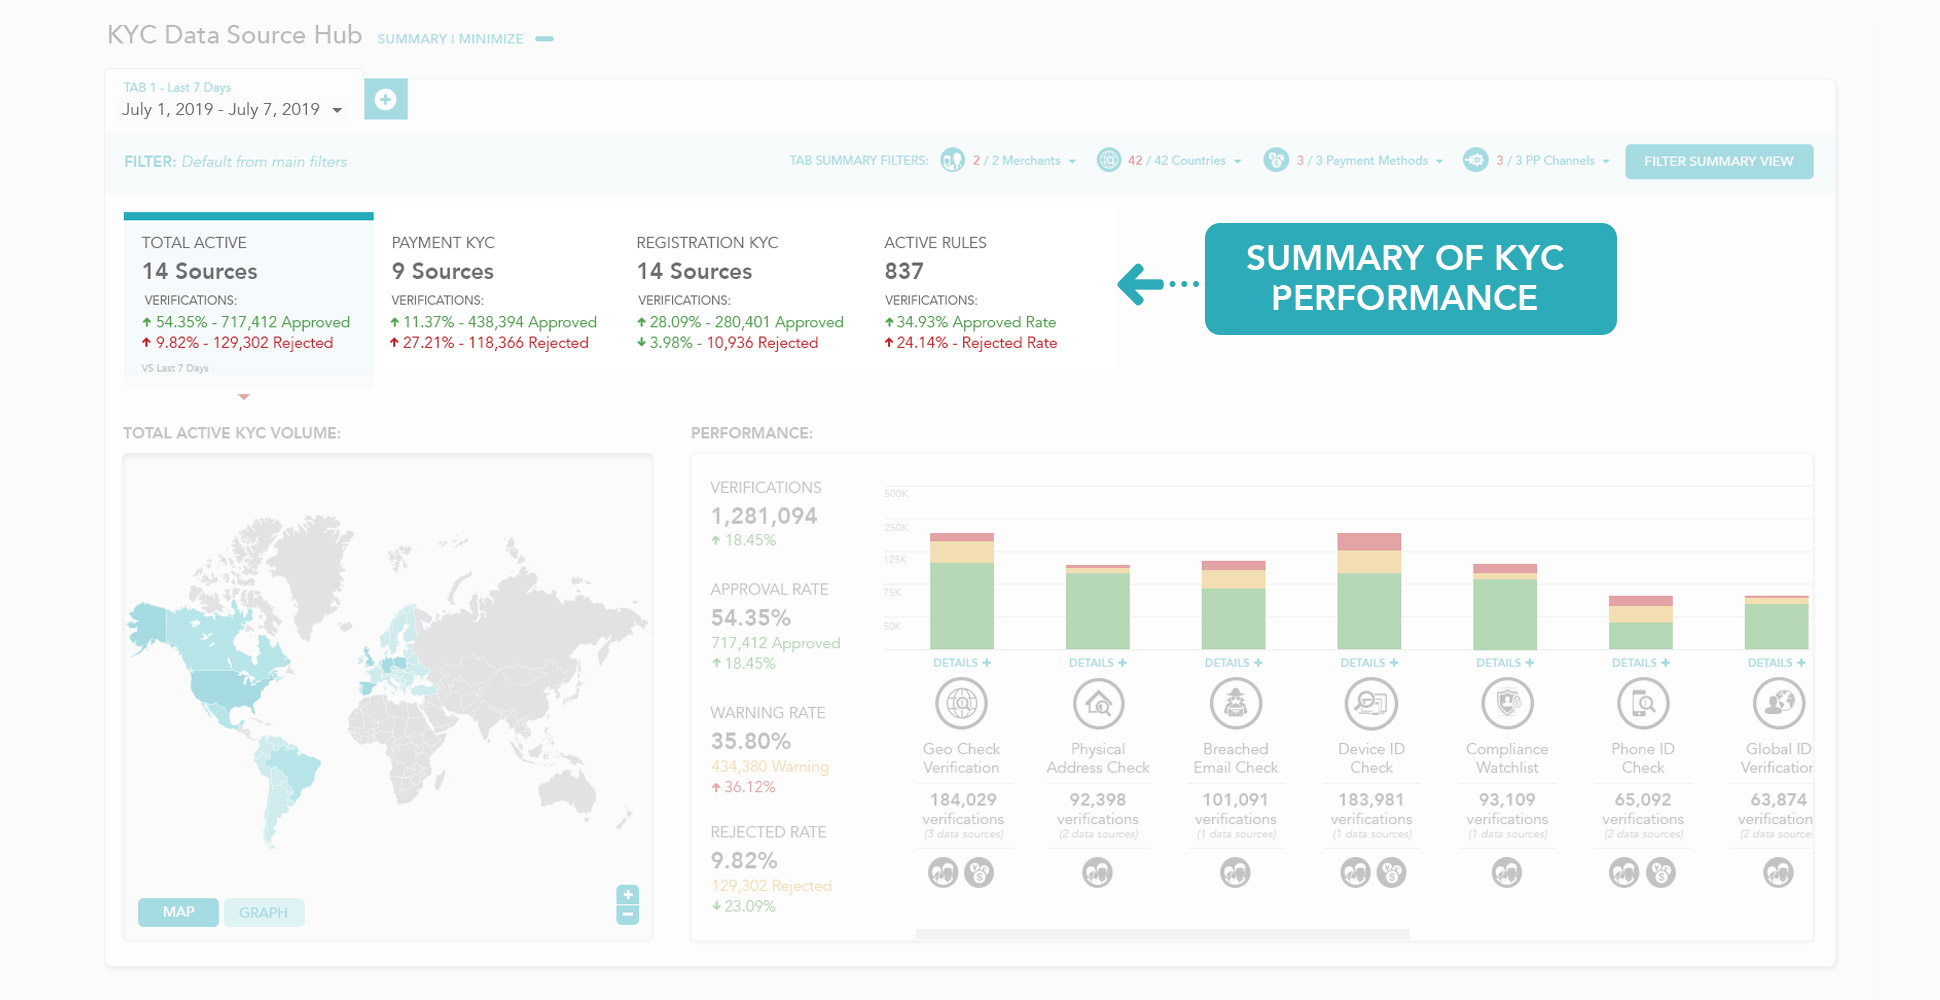 KYC Data Source Hub SUMMARY | MINIMIZE
TAB 1 - Last 7 Days
July 1, 2019 - July 7, 2019
FILTER: Default from main filters
TAB SUMMARY FILTERS: 2 / 2 Merchants 42 / 42 Countries 3 / 3 Payment Methods 3 / 3 PP Channels FILTER SUMMARY VIEW
TOTAL ACTIVE
14 Sources
VERIFICATIONS:
54.35% - 717,412 Approved
9.82% - 129,302 Rejected
VS Last 7 Days
PAYMENT KYC
9 Sources
VERIFICATIONS:
11.37% - 438,394 Approved
27.21% - 118,366 Rejected
REGISTRATION KYC
14 Sources
VERIFICATIONS:
28.09% - 280,401 Approved
3.98% - 10,936 Rejected
ACTIVE RULES
837
VERIFICATIONS:
34.93% Approved Rate
24.14% - Rejected Rate
SUMMARY OF KYC
PERFORMANCE
TOTAL ACTIVE KYC VOLUME:
MAP GRAPH
PERFORMANCE:
VERIFICATIONS
1,281,094
18.45%
APPROVAL RATE
54.35%
717,412 Approved
18.45%
WARNING RATE
35.80%
434,380 Warning
36.12%
REJECTED RATE
9.82%
129,302 Rejected
23.09%
500K
250K
125K
75K
50K
DETAILS +
Geo Check
Verification
184,029
verifications
(3 data sources)
DETAILS +
Physical
Address Check
92,398
verifications
(2 data sources)
DETAILS +
Breached
Email Check
101,091
verifications
(1 data sources)
DETAILS +
Device ID
Check
183,981
verifications
(1 data sources)
DETAILS +
Compliance
Watchlist
93,109
verifications
(1 data sources)
DETAILS +
Phone ID
Check
65,092
verifications
(2 data sources)
DETAILS +
Global ID
Verification
63,874
verification
(2 data source